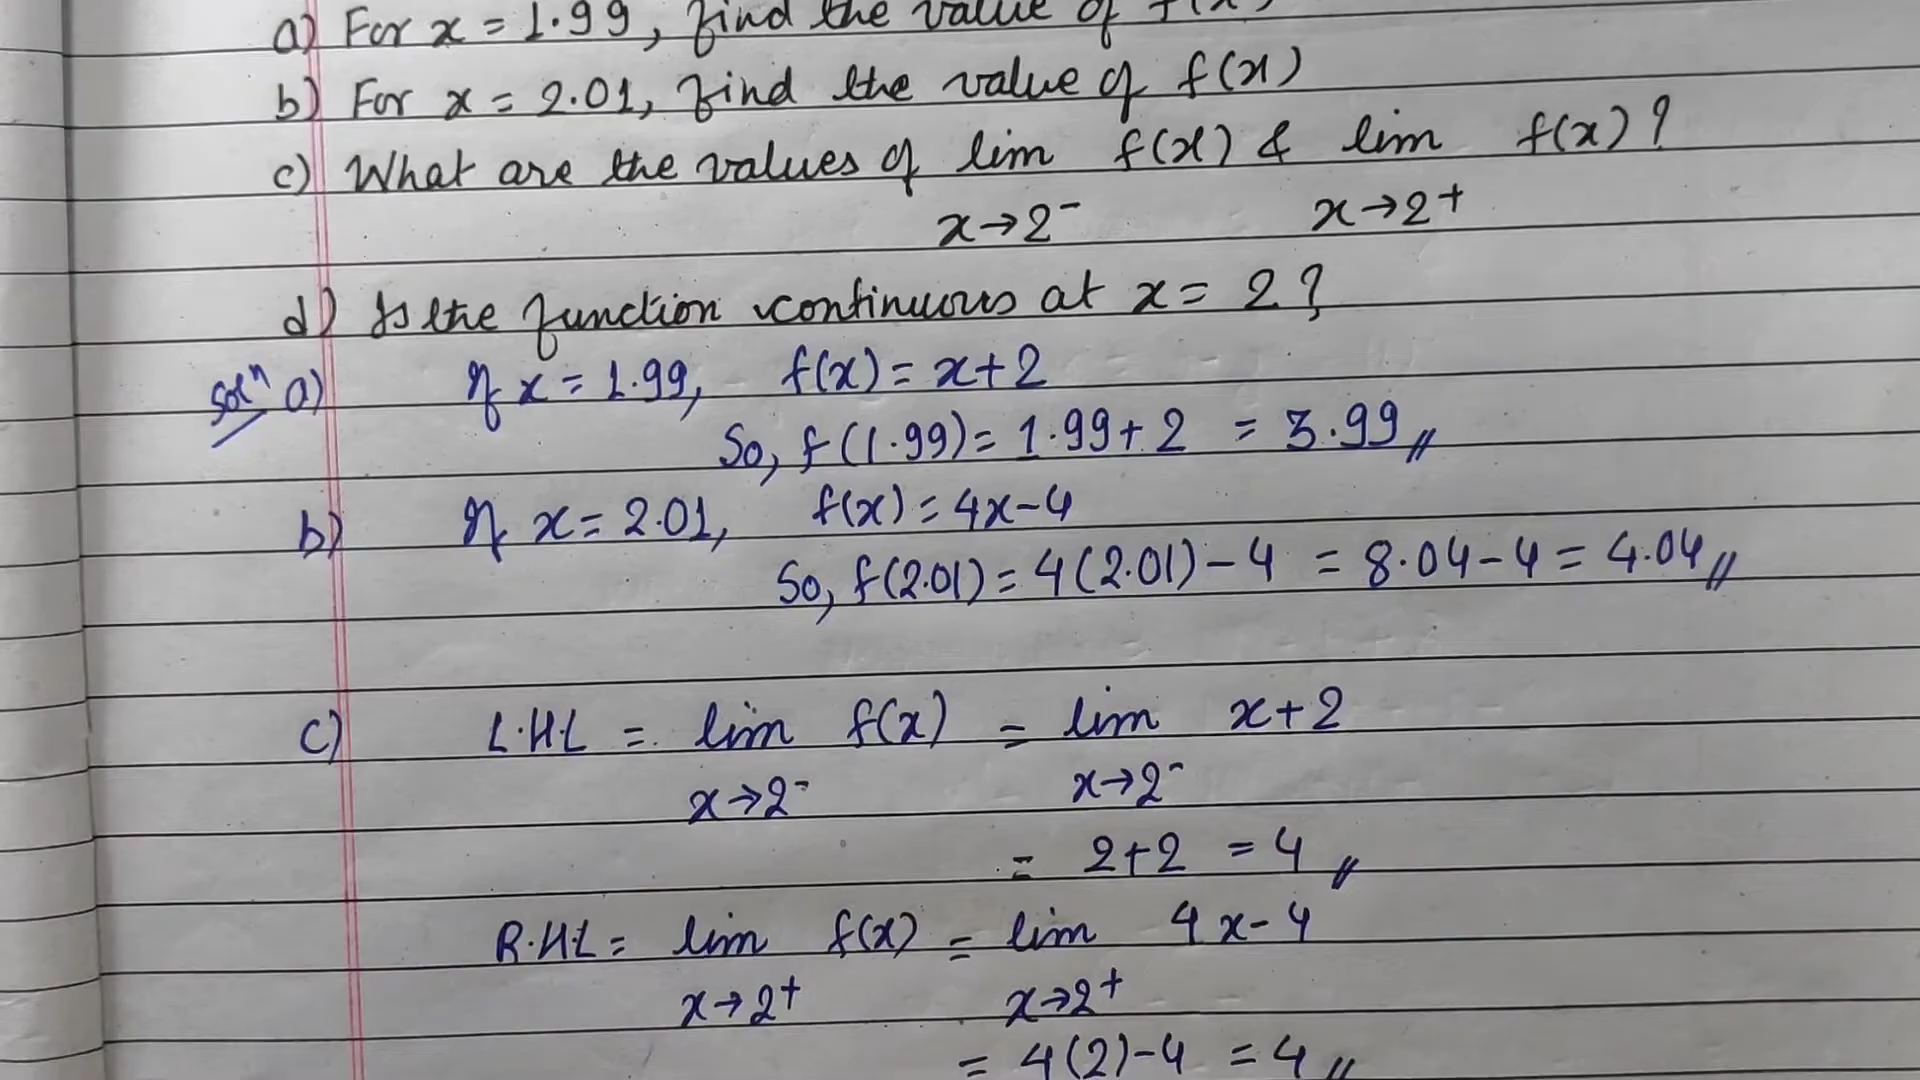 a) For x = 1.99, find the value of f(x)
b) For x = 2.01, find the value of f(x)
c) What are the values of lim f(x) & lim f(x) ?
x→2⁻ x→2⁺
d) Is the function continuous at x = 2 ?
Solⁿ a) If x = 1.99, f(x) = x+2
So, f(1.99) = 1.99 + 2 = 3.99
b) If x = 2.01, f(x) = 4x-4
So, f(2.01) = 4(2.01) - 4 = 8.04 - 4 = 4.04
c) L.H.L = lim f(x) = lim x+2
x→2⁻ x→2⁻
= 2+2 = 4
R.H.L = lim f(x) = lim 4x-4
x→2⁺ x→2⁺
= 4(2)-4 = 4